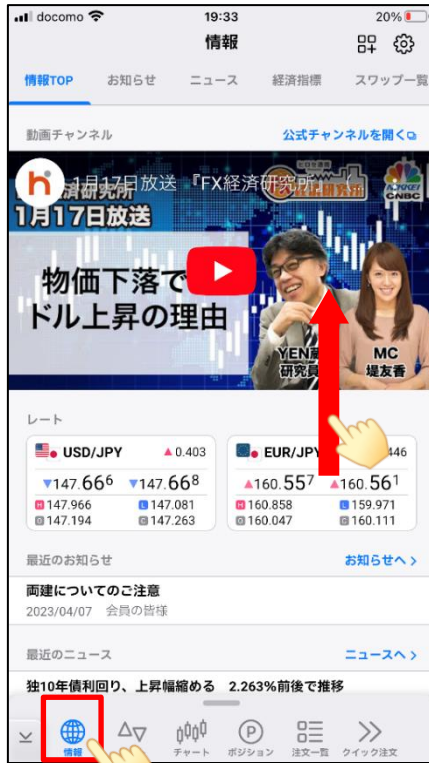 docomo 19:33 20%
情報
情報TOP お知らせ ニュース 経済指標 スワップ一覧
動画チャンネル 公式チャンネルを開く
h 1月17日放送 『FX経済研究所』
1月17日放送
CNBC
物価下落で
ドル上昇の理由
YEN蔵
研究員
MC
堤友香
レート
USD/JPY ▲0.403 EUR/JPY 446
▼147.666 ▼147.668 ▲160.557 ▲160.561
H 147.966 L 147.081 H 160.858 L 159.971
O 147.194 C 147.263 O 160.047 C 160.111
最近のお知らせ お知らせへ >
両建についてのご注意
2023/04/07 会員の皆様
最近のニュース ニュースへ >
独10年債利回り、上昇幅縮める 2.263%前後で推移
情報 チャート P ポジション 注文一覧 クイック注文